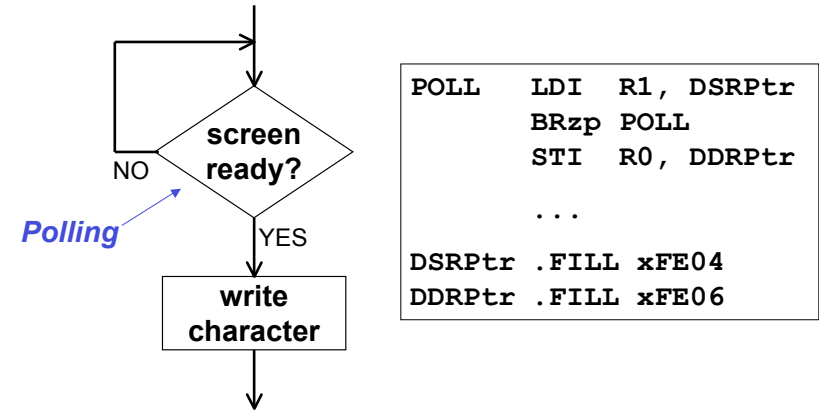 screen
ready?
NO
Polling
YES
write
character
POLL LDI R1, DSRPtr
BRzp POLL
STI R0, DDRPtr
...
DSRPtr .FILL xFE04
DDRPtr .FILL xFE06